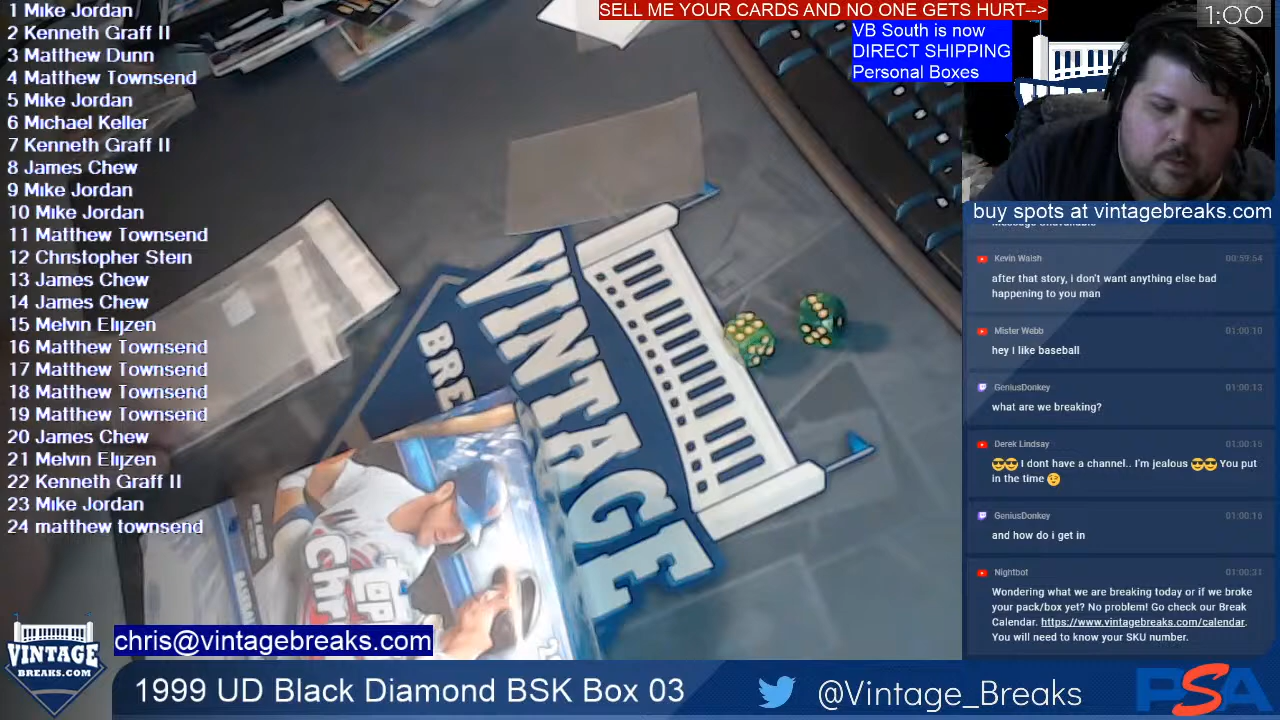 1 Mike Jordan
2 Kenneth Graff II
3 Matthew Dunn
4 Matthew Townsend
5 Mike Jordan
6 Michael Keller
7 Kenneth Graff II
8 James Chew
9 Mike Jordan
10 Mike Jordan
11 Matthew Townsend
12 Christopher Stein
13 James Chew
14 James Chew
15 Melvin Elijzen
16 Matthew Townsend
17 Matthew Townsend
18 Matthew Townsend
19 Matthew Townsend
20 James Chew
21 Melvin Elijzen
22 Kenneth Graff II
23 Mike Jordan
24 matthew townsend
SELL ME YOUR CARDS AND NO ONE GETS HURT-->
VB South is now
DIRECT SHIPPING
Personal Boxes
1:00
VINTAGE
BRE
buy spots at vintagebreaks.com
Kevin Walsh 00:59:54
after that story, i don't want anything else bad
happening to you man
Mister Webb 01:00:10
hey I like baseball
GeniusDonkey 01:00:13
what are we breaking?
Derek Lindsay 01:00:15
😎😎 I dont have a channel.. I'm jealous 😎😎 You put
in the time 😉
GeniusDonkey 01:00:16
and how do i get in
Nightbot 01:00:31
Wondering what we are breaking today or if we broke
your pack/box yet? No problem! Go check our Break
Calendar. https://www.vintagebreaks.com/calendar.
You will need to know your SKU number.
VINTAGE
BREAKS.COM
chris@vintagebreaks.com
1999 UD Black Diamond BSK Box 03
@Vintage_Breaks
PSA